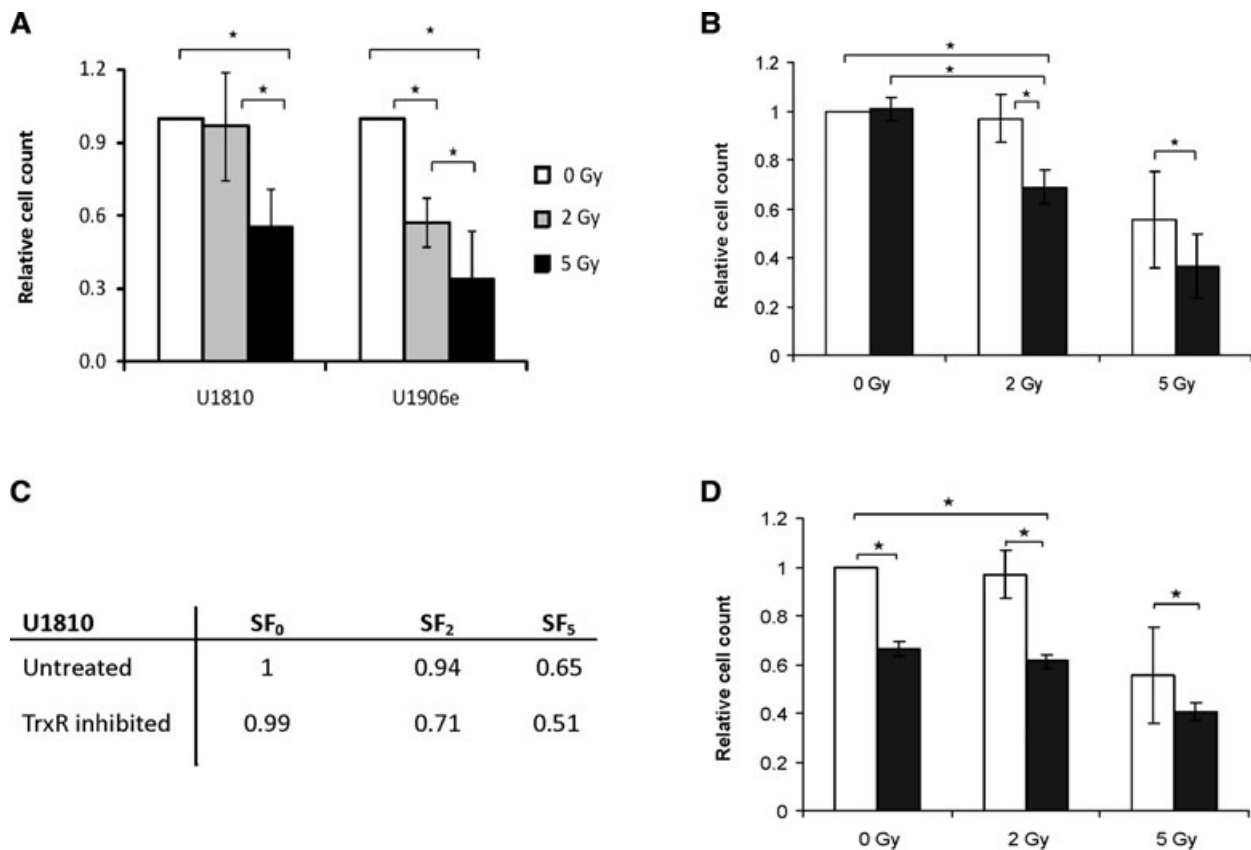 A
Relative cell count
1.2
0.9
0.6
0.3
0.0
U1810
U1906e
★
★
★
★
★
0 Gy
2 Gy
5 Gy
B
Relative cell count
1.2
1
0.8
0.6
0.4
0.2
0
★
★
★
★
0 Gy
2 Gy
5 Gy
C
U1810 SF₀ SF₂ SF₅
Untreated 1 0.94 0.65
TrxR inhibited 0.99 0.71 0.51
D
Relative cell count
1.2
1
0.8
0.6
0.4
0.2
0
★
★
★
★
0 Gy
2 Gy
5 Gy